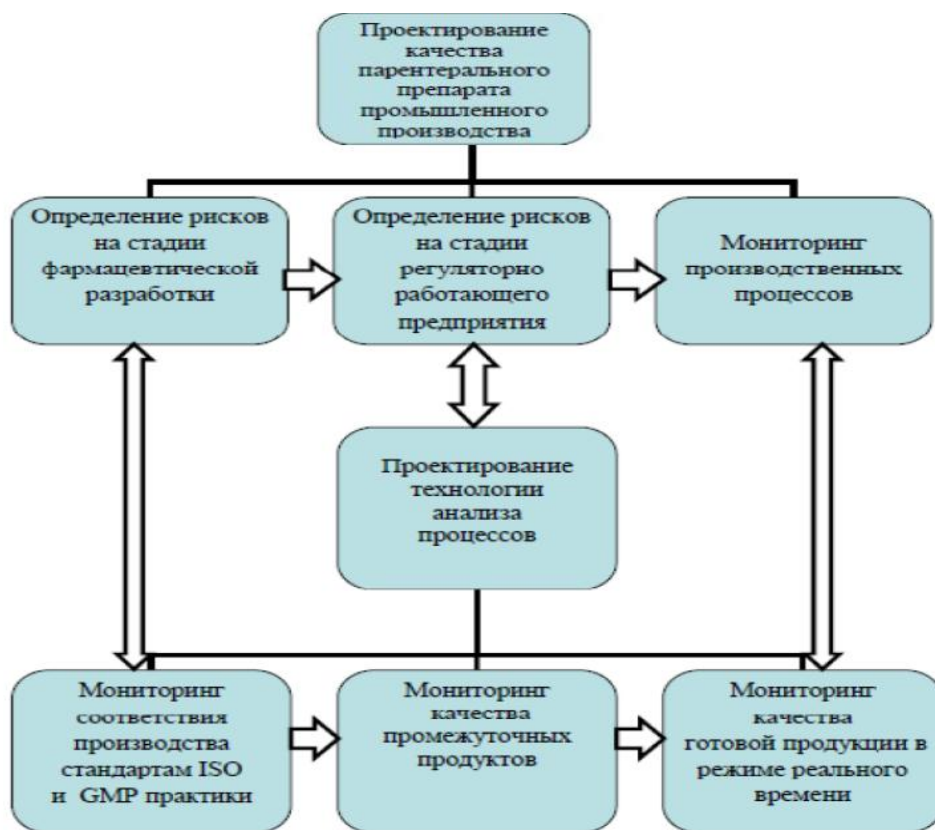 Проектирование
качества
парентерального
препарата
промышленного
производства
Определение рисков
на стадии
фармацевтической
разработки
Определение рисков
на стадии
регуляторно
работающего
предприятия
Мониторинг
производственных
процессов
Проектирование
технологии
анализа
процессов
Мониторинг
соответствия
производства
стандартам ISO
и GMP практики
Мониторинг
качества
промежуточных
продуктов
Мониторинг
качества
готовой продукции в
режиме реального
времени